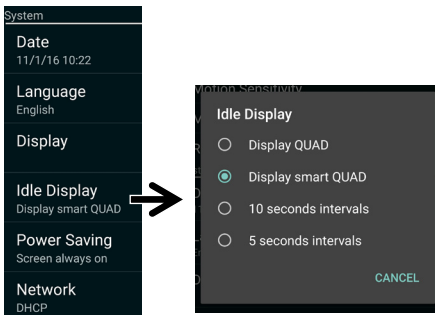 System
Date
11/1/16 10:22
Language
English
Display
Idle Display
Display smart QUAD
Power Saving
Screen always on
Network
DHCP
Motion Sensitivity
Idle Display
Display QUAD
Display smart QUAD
10 seconds intervals
5 seconds intervals
CANCEL